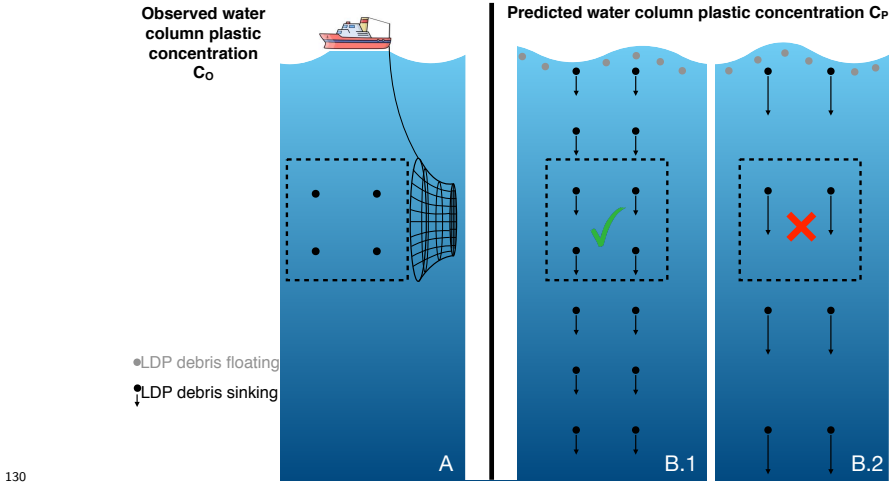 Observed water
column plastic
concentration
Co
Predicted water column plastic concentration CP
LDP debris floating
LDP debris sinking
A
B.1
B.2
130